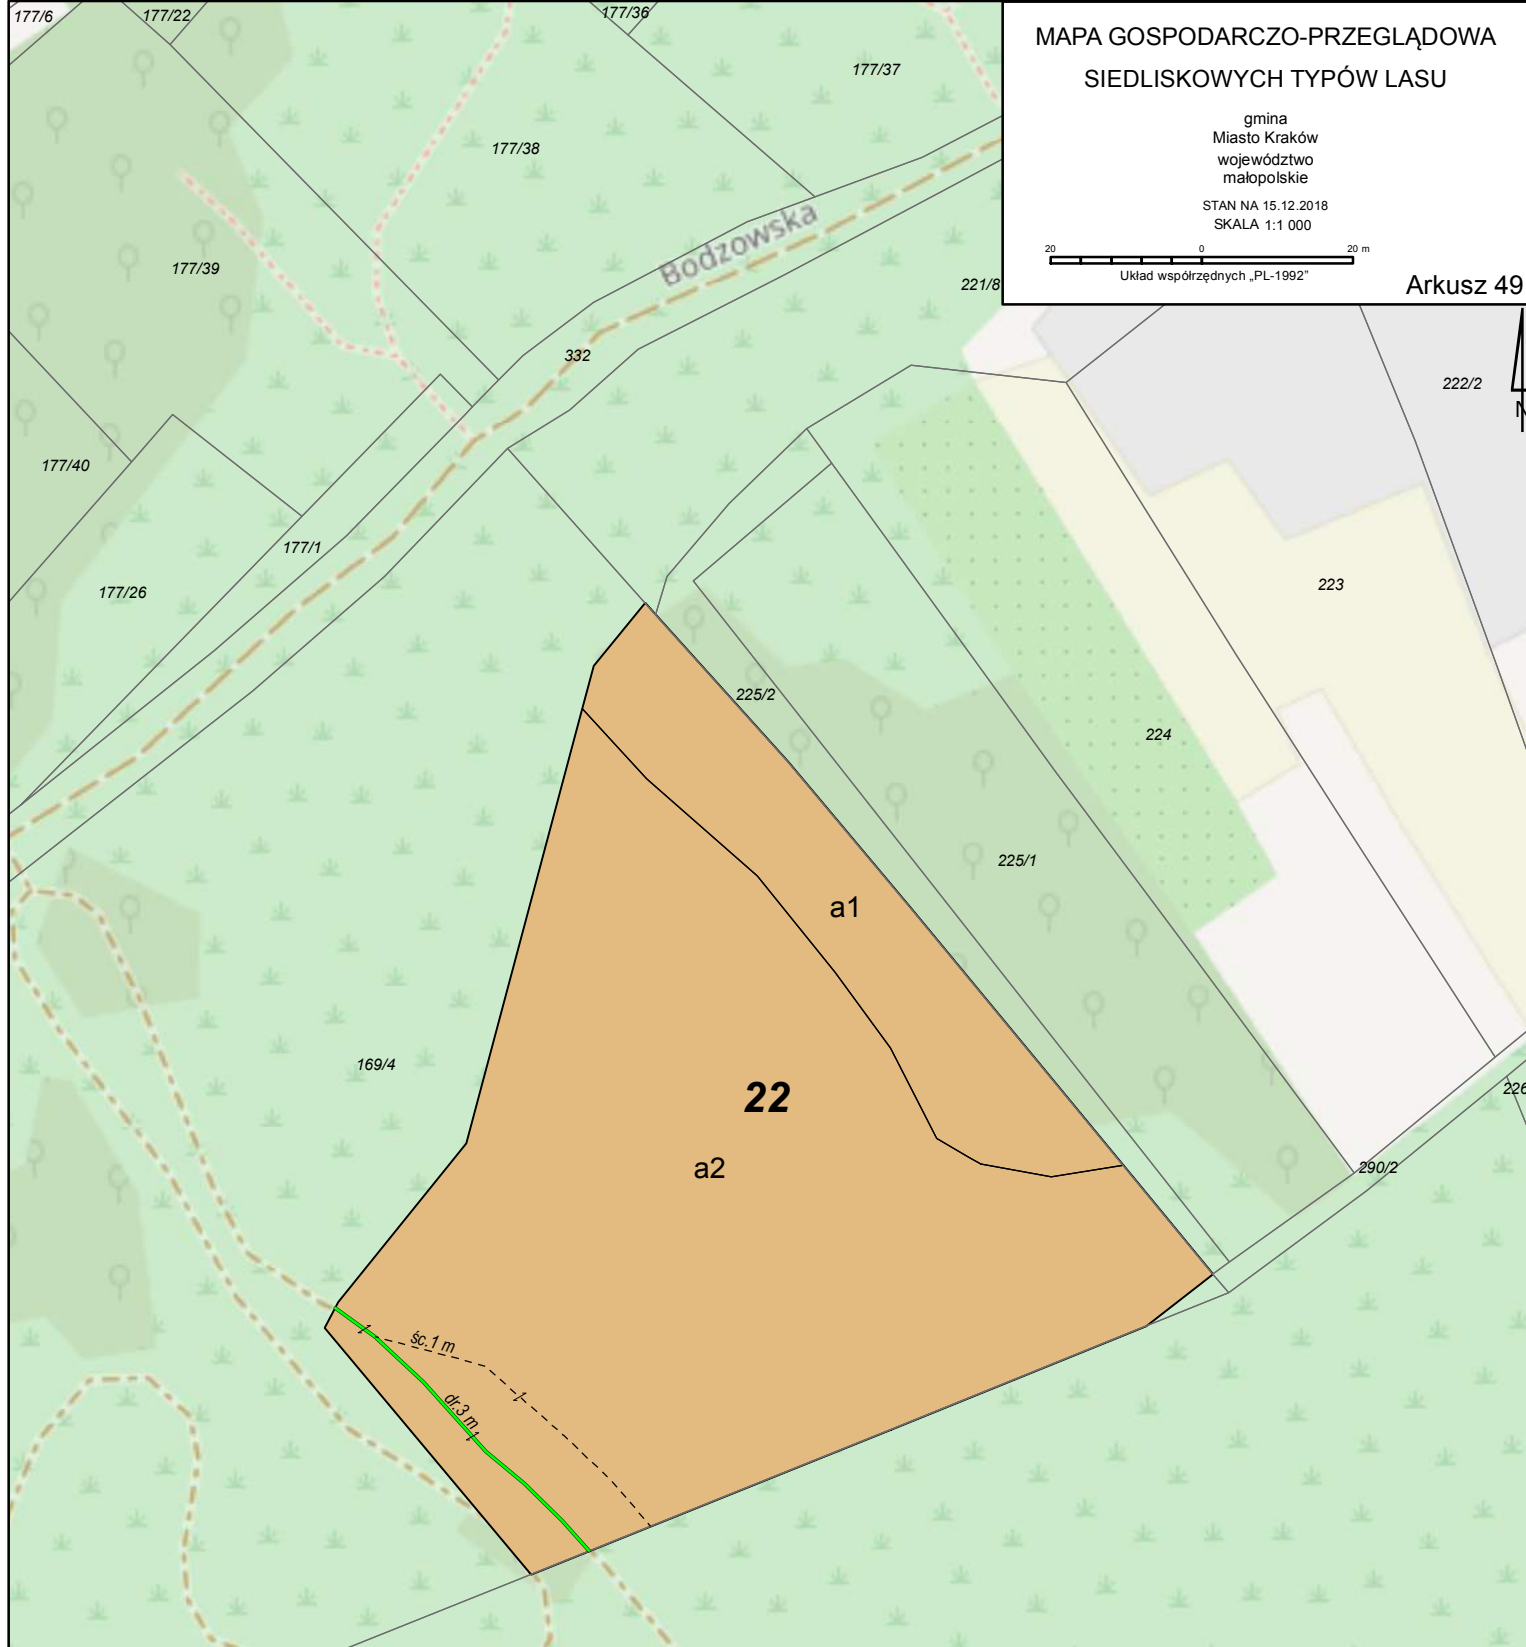 MAPA GOSPODARCZO-PRZEGLĄDOWA
SIEDLISKOWYCH TYPÓW LASU
gmina
Miasto Kraków
województwo
małopolskie
STAN NA 15.12.2018
SKALA 1:1 000
20 0 20 m
Układ współrzędnych „PL-1992”
Arkusz 49
N
177/6
177/22
177/36
177/37
177/38
177/39
Bodzowska
221/8
332
222/2
177/40
177/1
177/26
223
225/2
224
225/1
a1
169/4
22
a2
226
290/2
śc.1 m
dr.3 m